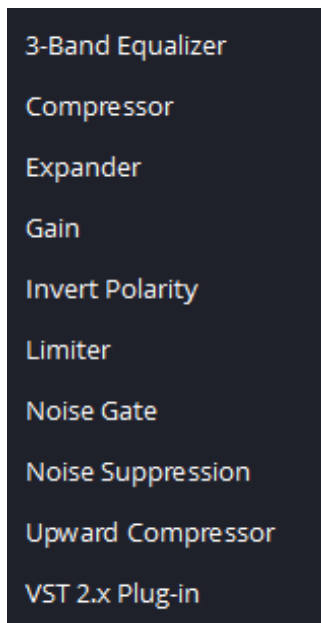 3-Band Equalizer
Compressor
Expander
Gain
Invert Polarity
Limiter
Noise Gate
Noise Suppression
Upward Compressor
VST 2.x Plug-in